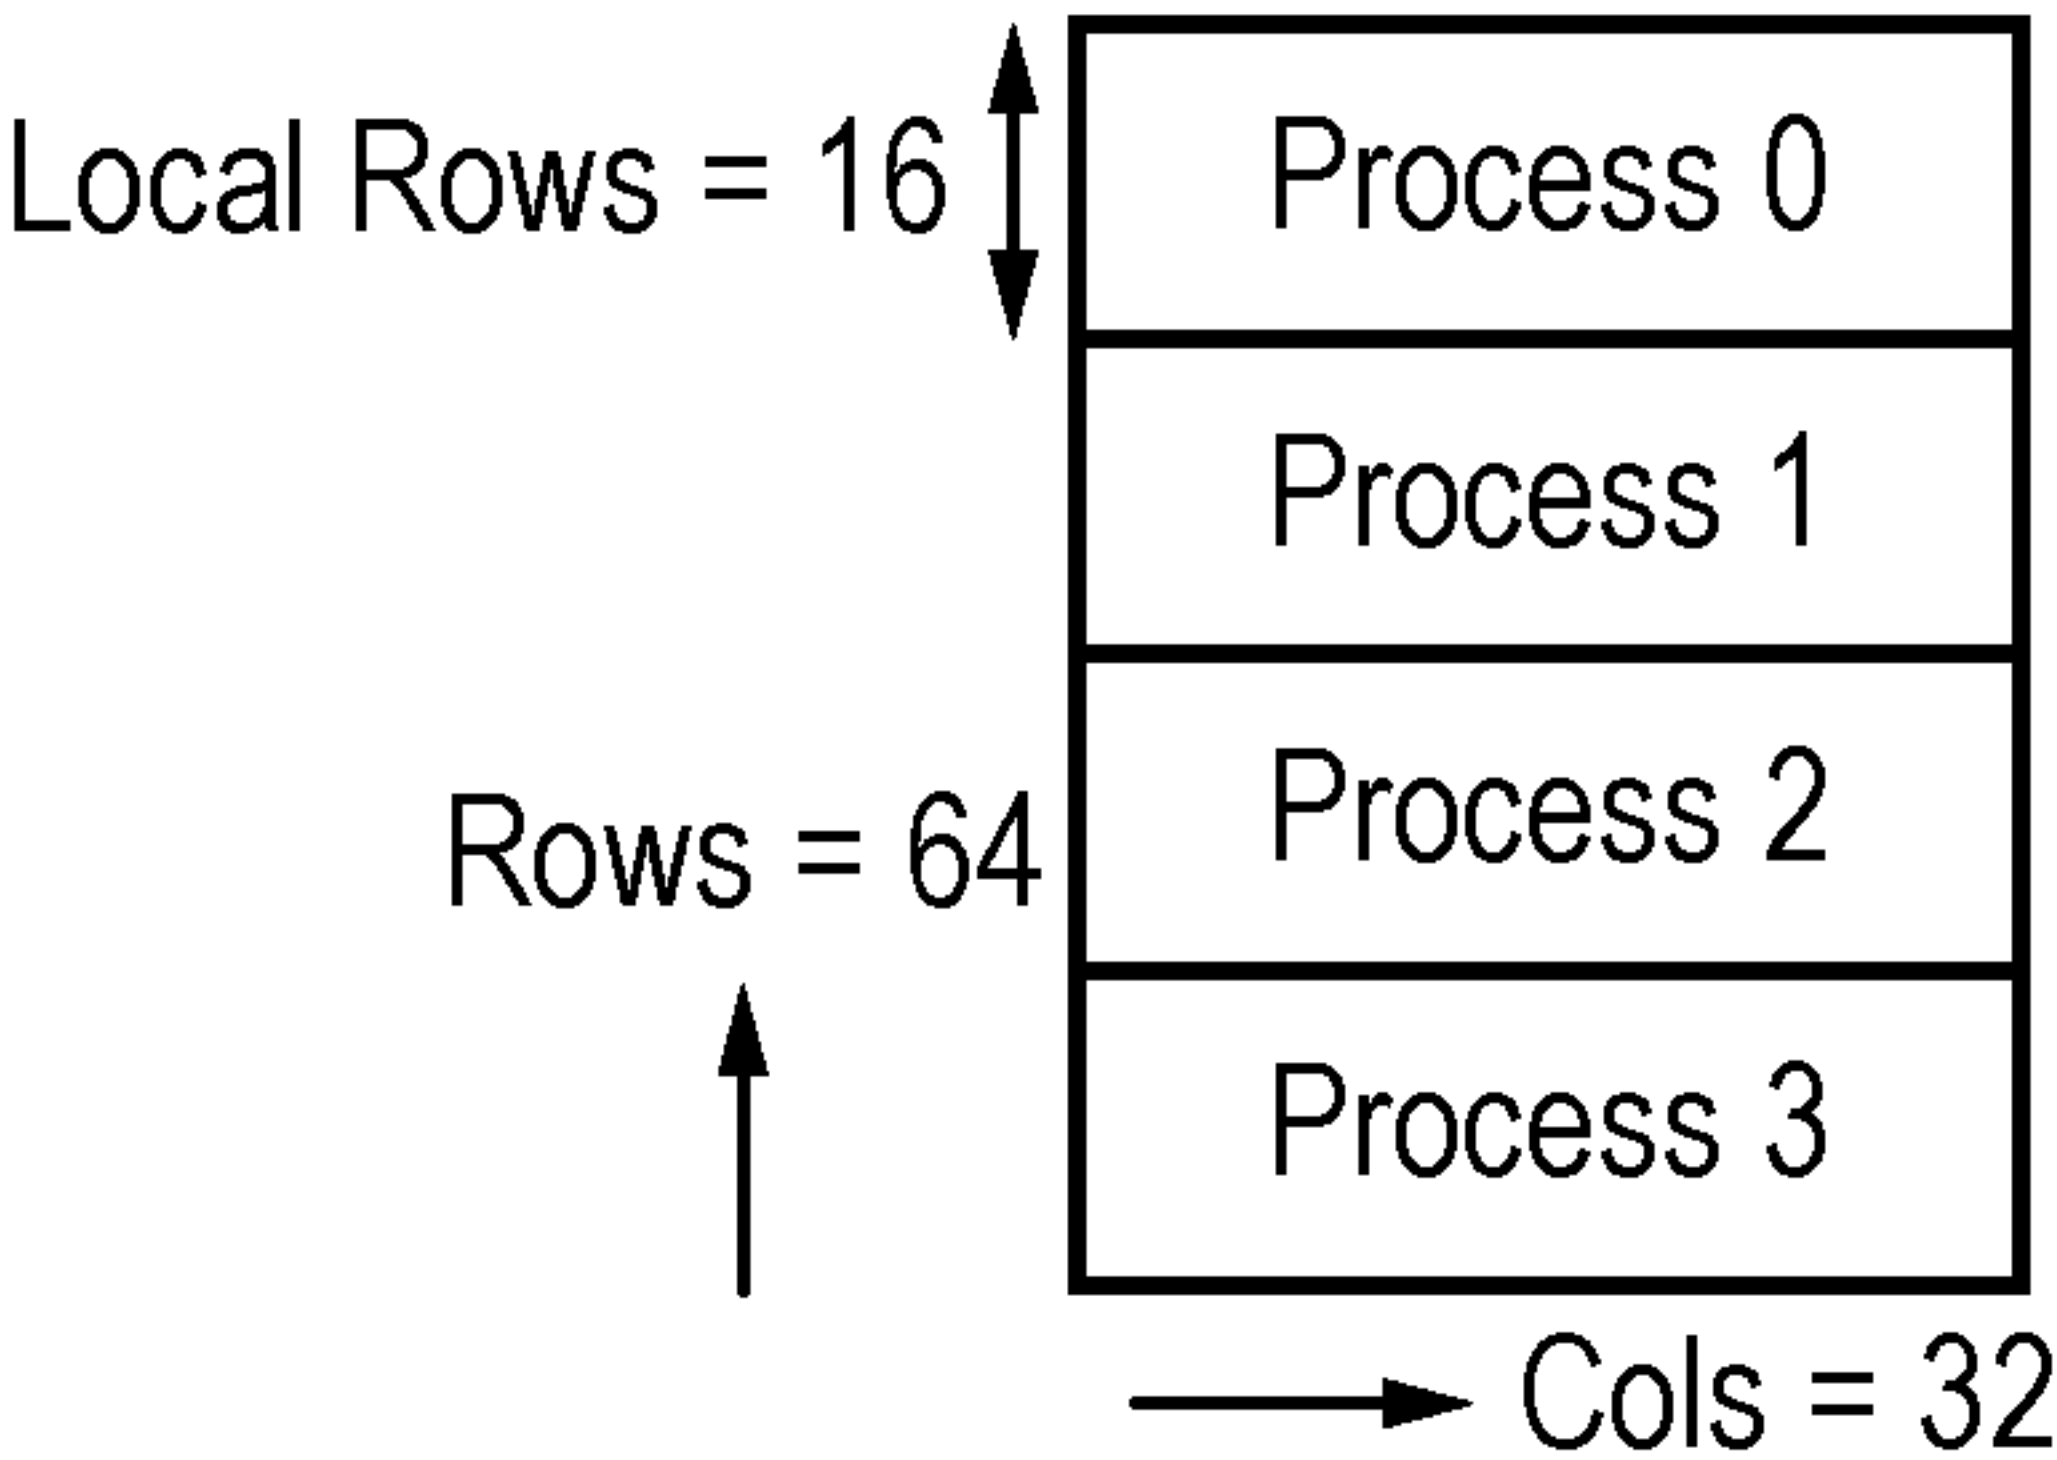 Local Rows = 16
Process 0
Process 1
Process 2
Rows = 64
Process 3
Cols = 32